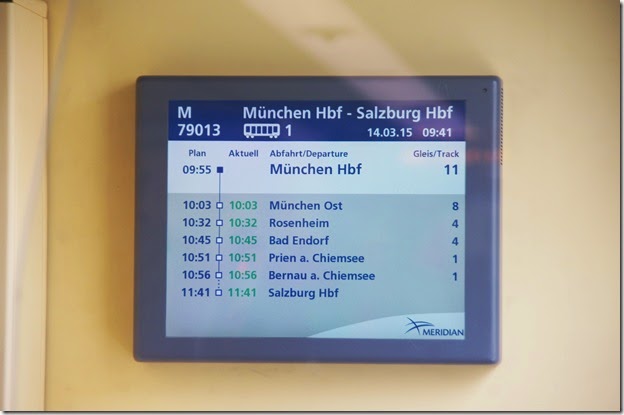 M München Hbf - Salzburg Hbf
79013 1 14.03.15 09:41
Plan Aktuell Abfahrt/Departure Gleis/Track
09:55 München Hbf 11
10:03 10:03 München Ost 8
10:32 10:32 Rosenheim 4
10:45 10:45 Bad Endorf 4
10:51 10:51 Prien a. Chiemsee 1
10:56 10:56 Bernau a. Chiemsee 1
11:41 11:41 Salzburg Hbf
MERIDIAN